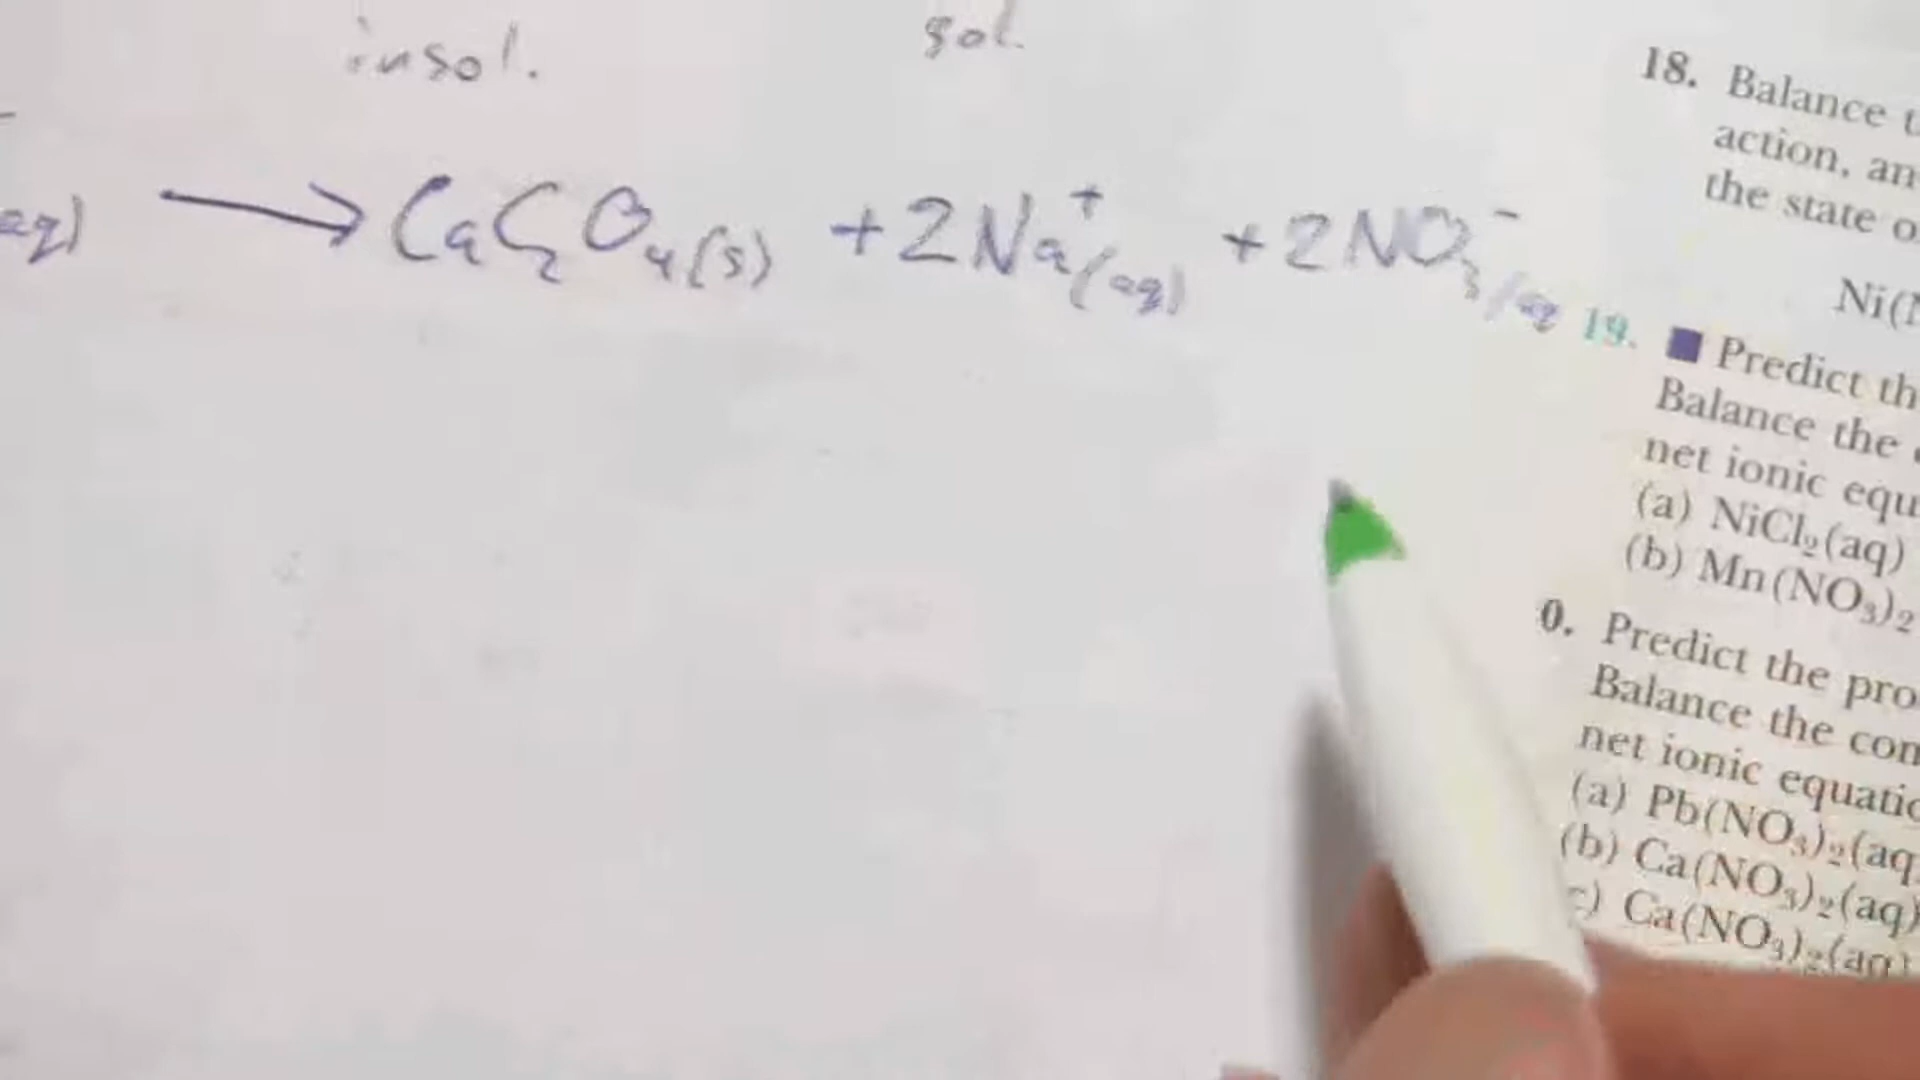 insol. sol.
aq) → CaC₂O₄(s) + 2Na⁺(aq) + 2NO₃⁻(aq
18. Balance t
action, an
the state o
Ni(N
19. ■ Predict th
Balance the
net ionic equ
(a) NiCl₂(aq)
(b) Mn(NO₃)₂
0. Predict the pro
Balance the com
net ionic equatio
(a) Pb(NO₃)₂(aq
(b) Ca(NO₃)₂(aq)
c) Ca(NO₃)₂(aq)